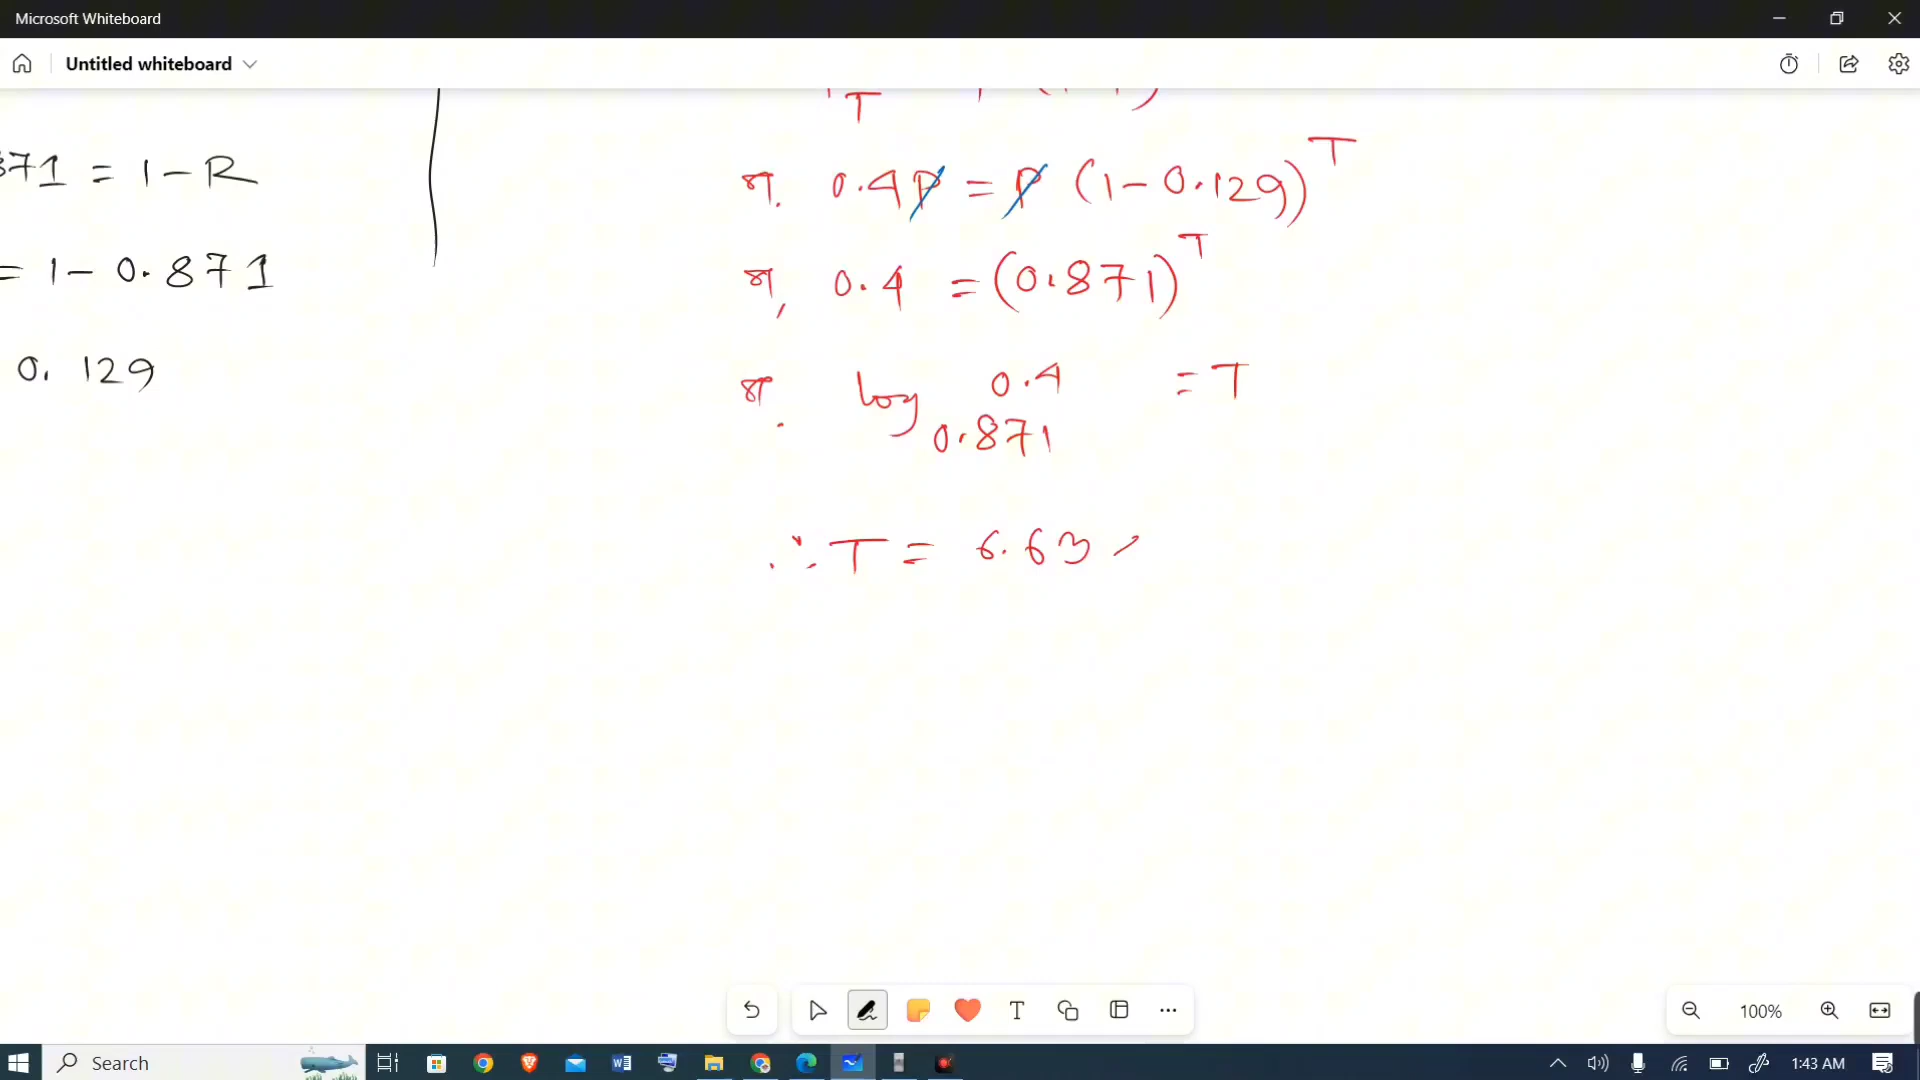 Microsoft Whiteboard
Untitled whiteboard
71 = 1 - R
= 1 - 0.871
0.129
T
বা, 0.4P = P (1 - 0.129)^T
বা, 0.4 = (0.871)^T
বা, log_0.871 0.4 = T
∴ T = 6.63
100%
Search
1:43 AM